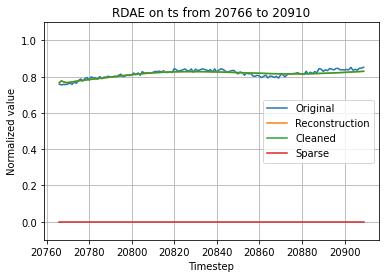 RDAE on ts from 20766 to 20910
Normalized value
1.0
0.8
0.6
0.4
0.2
0.0
Original
Reconstruction
Cleaned
Sparse
20760 20780 20800 20820 20840 20860 20880 20900
Timestep